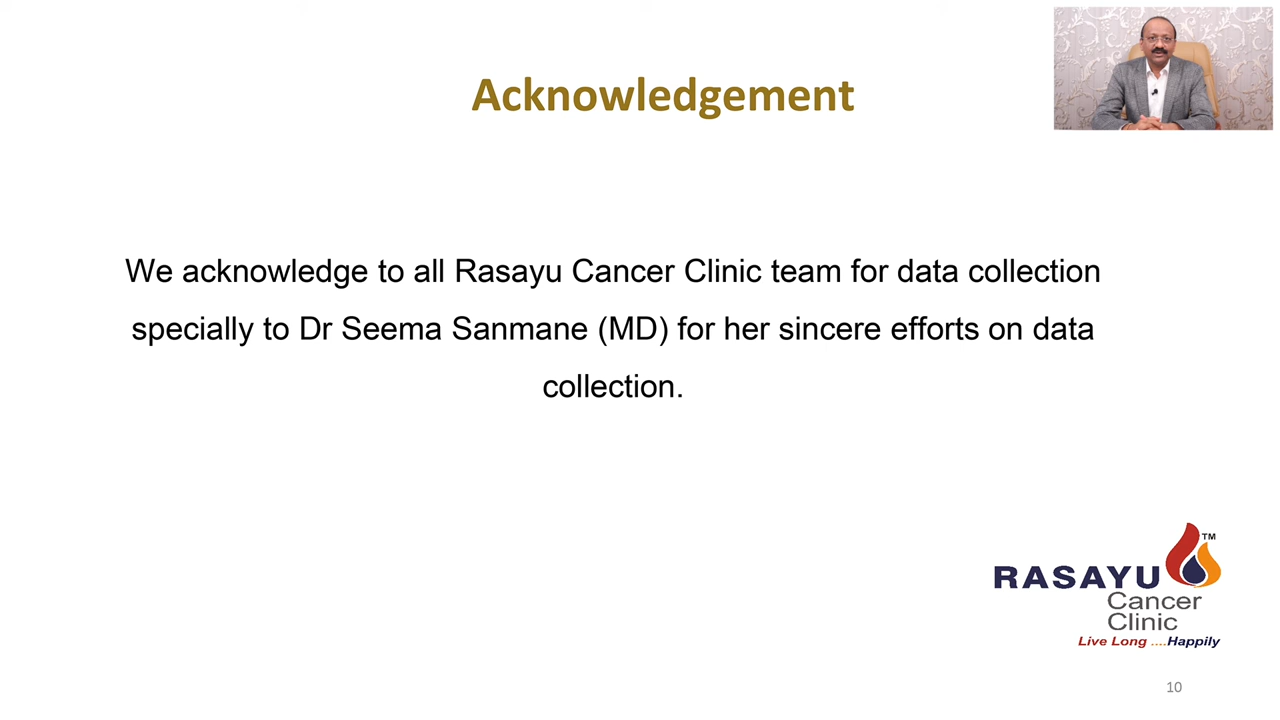 Acknowledgement
We acknowledge to all Rasayu Cancer Clinic team for data collection
specially to Dr Seema Sanmane (MD) for her sincere efforts on data
collection.
RASAYU TM
Cancer
Clinic
Live Long ....Happily
10